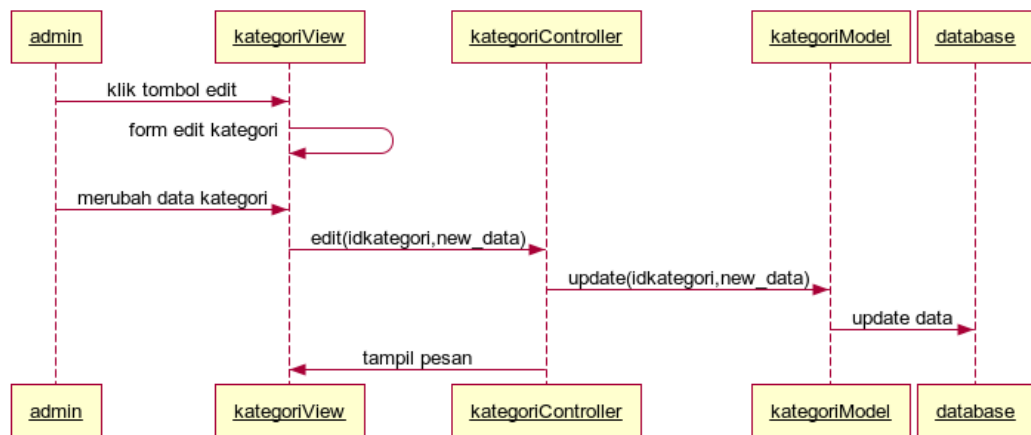 admin
kategoriView
kategoriController
kategoriModel
database
klik tombol edit
form edit kategori
merubah data kategori
edit(idkategori,new_data)
update(idkategori,new_data)
update data
tampil pesan
admin
kategoriView
kategoriController
kategoriModel
database